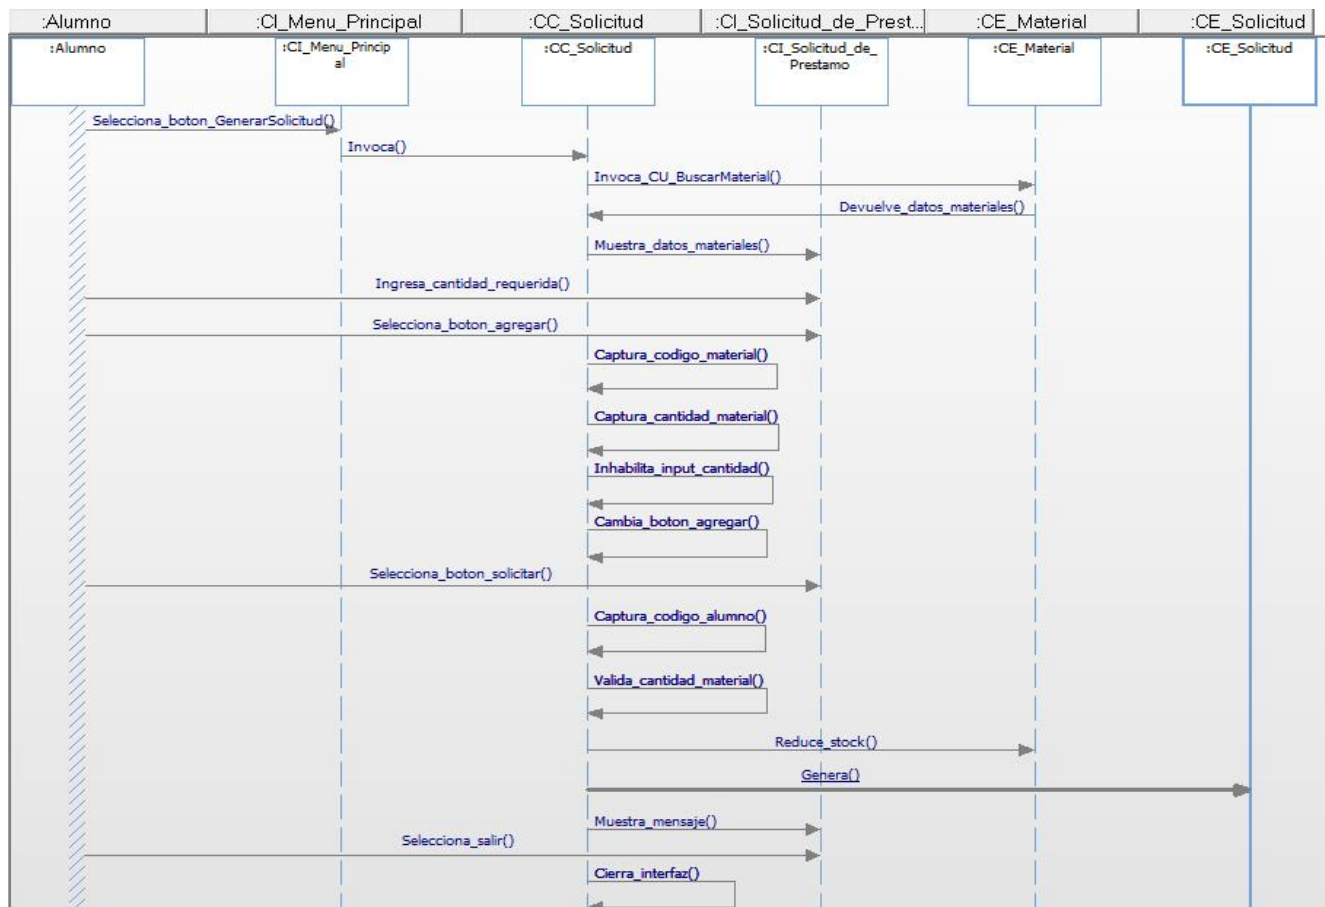 :Alumno
:CI_Menu_Principal
:CC_Solicitud
:CI_Solicitud_de_Prest...
:CE_Material
:CE_Solicitud
:Alumno
:CI_Menu_Princip
al
:CC_Solicitud
:CI_Solicitud_de_
Prestamo
:CE_Material
:CE_Solicitud
Selecciona_boton_GenerarSolicitud()
Invoca()
Invoca_CU_BuscarMaterial()
Devuelve_datos_materiales()
Muestra_datos_materiales()
Ingresa_cantidad_requerida()
Selecciona_boton_agregar()
Captura_codigo_material()
Captura_cantidad_material()
Inhabilita_input_cantidad()
Cambia_boton_agregar()
Selecciona_boton_solicitar()
Captura_codigo_alumno()
Valida_cantidad_material()
Reduce_stock()
Genera()
Muestra_mensaje()
Selecciona_salir()
Cierra_interfaz()